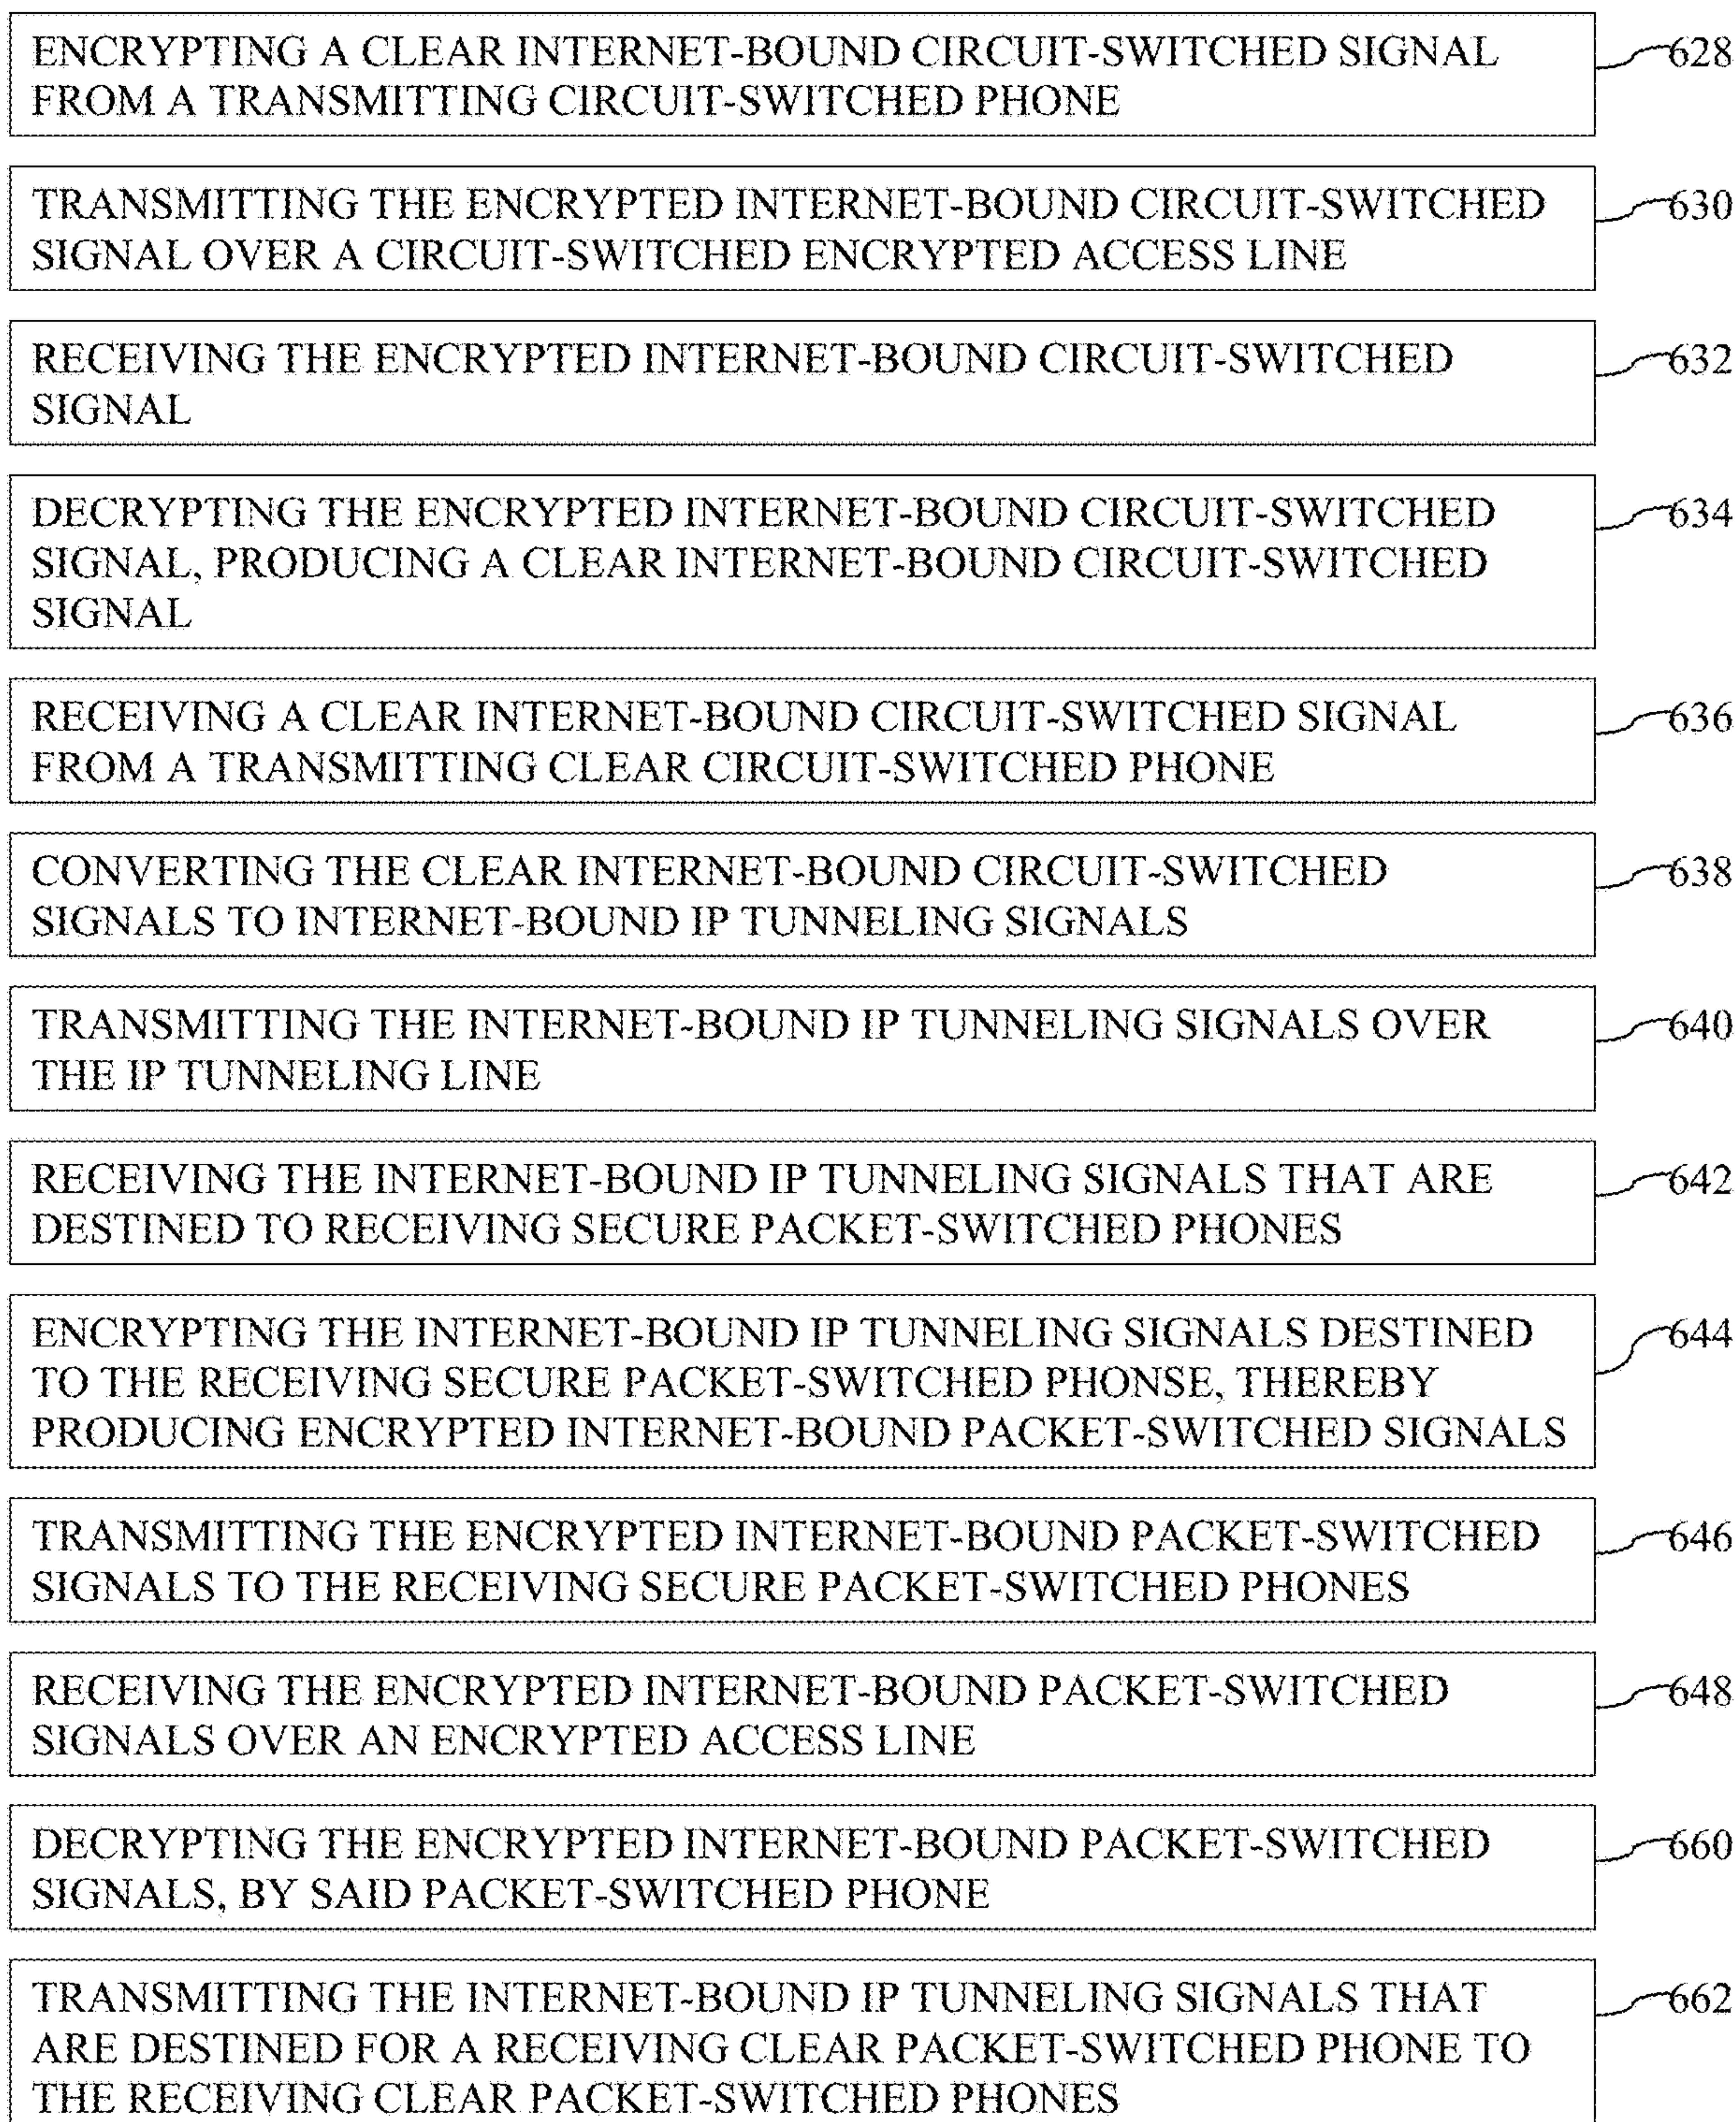 ENCRYPTING A CLEAR INTERNET-BOUND CIRCUIT-SWITCHED SIGNAL
FROM A TRANSMITTING CIRCUIT-SWITCHED PHONE
628
TRANSMITTING THE ENCRYPTED INTERNET-BOUND CIRCUIT-SWITCHED
SIGNAL OVER A CIRCUIT-SWITCHED ENCRYPTED ACCESS LINE
630
RECEIVING THE ENCRYPTED INTERNET-BOUND CIRCUIT-SWITCHED
SIGNAL
632
DECRYPTING THE ENCRYPTED INTERNET-BOUND CIRCUIT-SWITCHED
SIGNAL, PRODUCING A CLEAR INTERNET-BOUND CIRCUIT-SWITCHED
SIGNAL
634
RECEIVING A CLEAR INTERNET-BOUND CIRCUIT-SWITCHED SIGNAL
FROM A TRANSMITTING CLEAR CIRCUIT-SWITCHED PHONE
636
CONVERTING THE CLEAR INTERNET-BOUND CIRCUIT-SWITCHED
SIGNALS TO INTERNET-BOUND IP TUNNELING SIGNALS
638
TRANSMITTING THE INTERNET-BOUND IP TUNNELING SIGNALS OVER
THE IP TUNNELING LINE
640
RECEIVING THE INTERNET-BOUND IP TUNNELING SIGNALS THAT ARE
DESTINED TO RECEIVING SECURE PACKET-SWITCHED PHONES
642
ENCRYPTING THE INTERNET-BOUND IP TUNNELING SIGNALS DESTINED
TO THE RECEIVING SECURE PACKET-SWITCHED PHONSE, THEREBY
PRODUCING ENCRYPTED INTERNET-BOUND PACKET-SWITCHED SIGNALS
644
TRANSMITTING THE ENCRYPTED INTERNET-BOUND PACKET-SWITCHED
SIGNALS TO THE RECEIVING SECURE PACKET-SWITCHED PHONES
646
RECEIVING THE ENCRYPTED INTERNET-BOUND PACKET-SWITCHED
SIGNALS OVER AN ENCRYPTED ACCESS LINE
648
DECRYPTING THE ENCRYPTED INTERNET-BOUND PACKET-SWITCHED
SIGNALS, BY SAID PACKET-SWITCHED PHONE
660
TRANSMITTING THE INTERNET-BOUND IP TUNNELING SIGNALS THAT
ARE DESTINED FOR A RECEIVING CLEAR PACKET-SWITCHED PHONE TO
THE RECEIVING CLEAR PACKET-SWITCHED PHONES
662